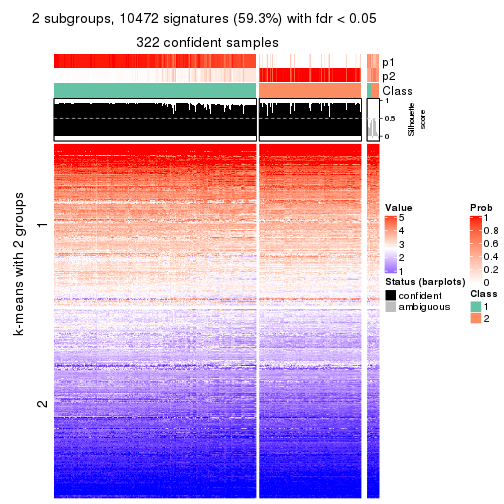 2 subgroups, 10472 signatures (59.3%) with fdr < 0.05
322 confident samples
p1
p2
Class
1
0.5
0
Silhouette
score
k-means with 2 groups
1
2
Value
5
4
3
2
1
Prob
1
0.8
0.6
0.4
0.2
0
Status (barplots)
confident
ambiguous
Class
1
2